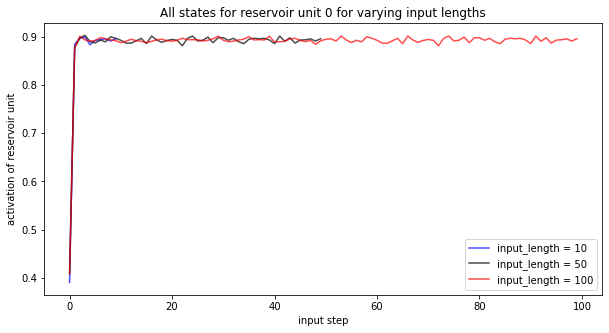 All states for reservoir unit 0 for varying input lengths
activation of reservoir unit
0.9
0.8
0.7
0.6
0.5
0.4
0
20
40
60
80
100
input step
input_length = 10
input_length = 50
input_length = 100